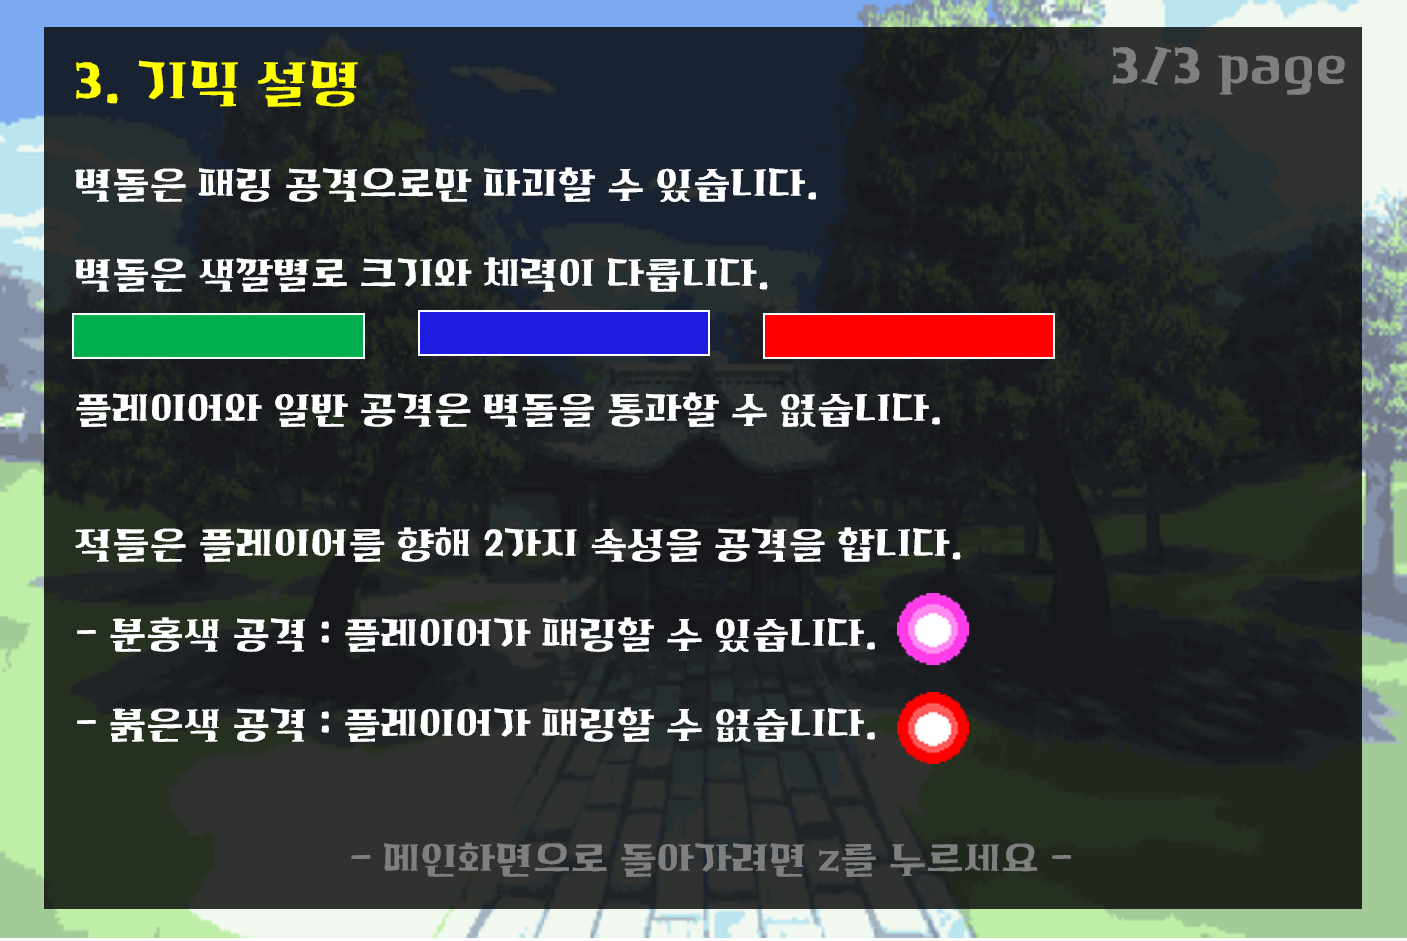 3. 기믹 설명
3/3 page
벽돌은 패링 공격으로만 파괴할 수 있습니다.
벽돌은 색깔별로 크기와 체력이 다릅니다.
플레이어와 일반 공격은 벽돌을 통과할 수 없습니다.
적들은 플레이어를 향해 2가지 속성을 공격을 합니다.
- 분홍색 공격 : 플레이어가 패링할 수 있습니다.
- 붉은색 공격 : 플레이어가 패링할 수 없습니다.
- 메인화면으로 돌아가려면 z를 누르세요 -